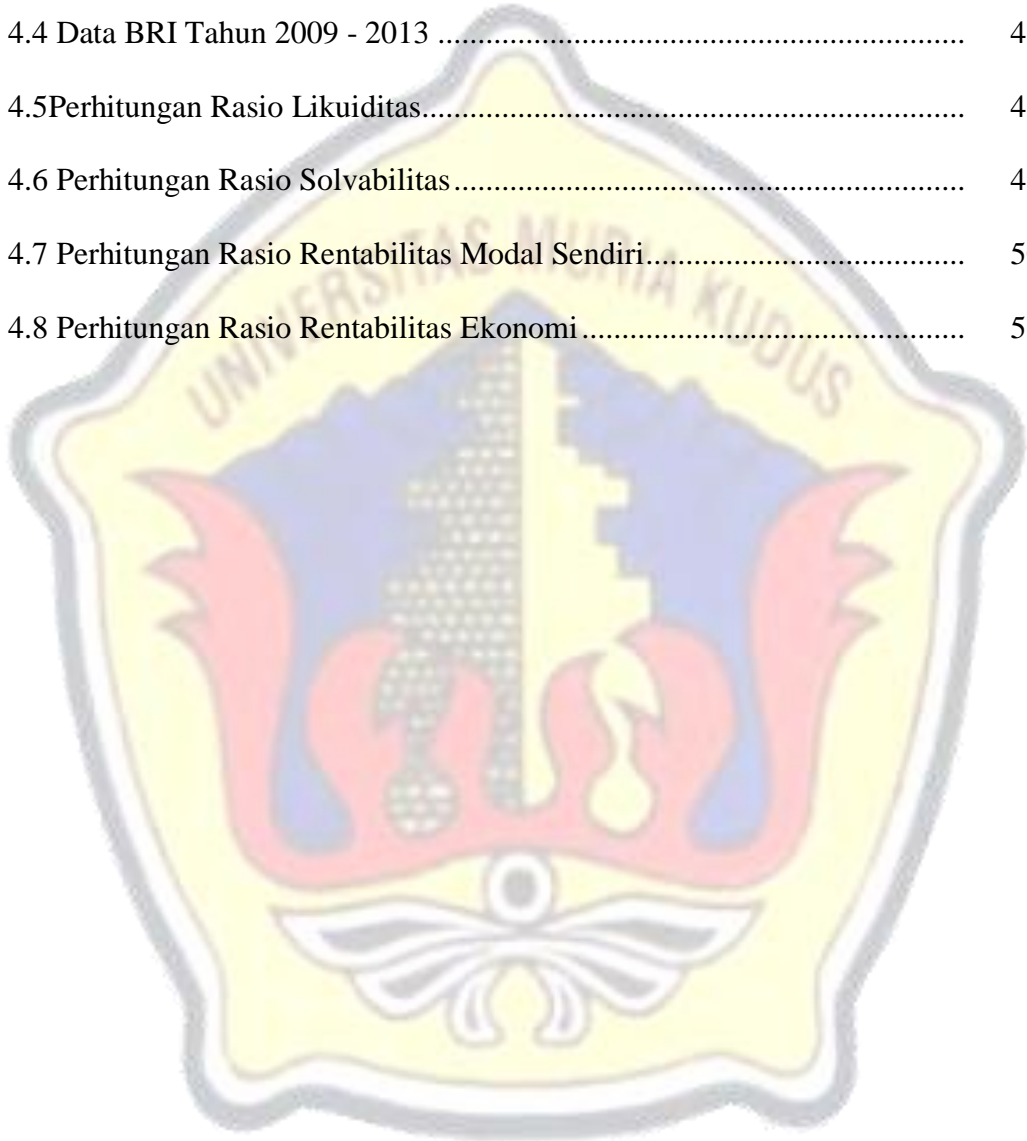 4.4 Data BRI Tahun 2009 - 2013 ................................................................. 4
4.5Perhitungan Rasio Likuiditas.................................................................... 4
4.6 Perhitungan Rasio Solvabilitas ................................................................ 4
4.7 Perhitungan Rasio Rentabilitas Modal Sendiri ........................................ 5
4.8 Perhitungan Rasio Rentabilitas Ekonomi ................................................ 5
UNIVERSITAS MURIA KUDUS